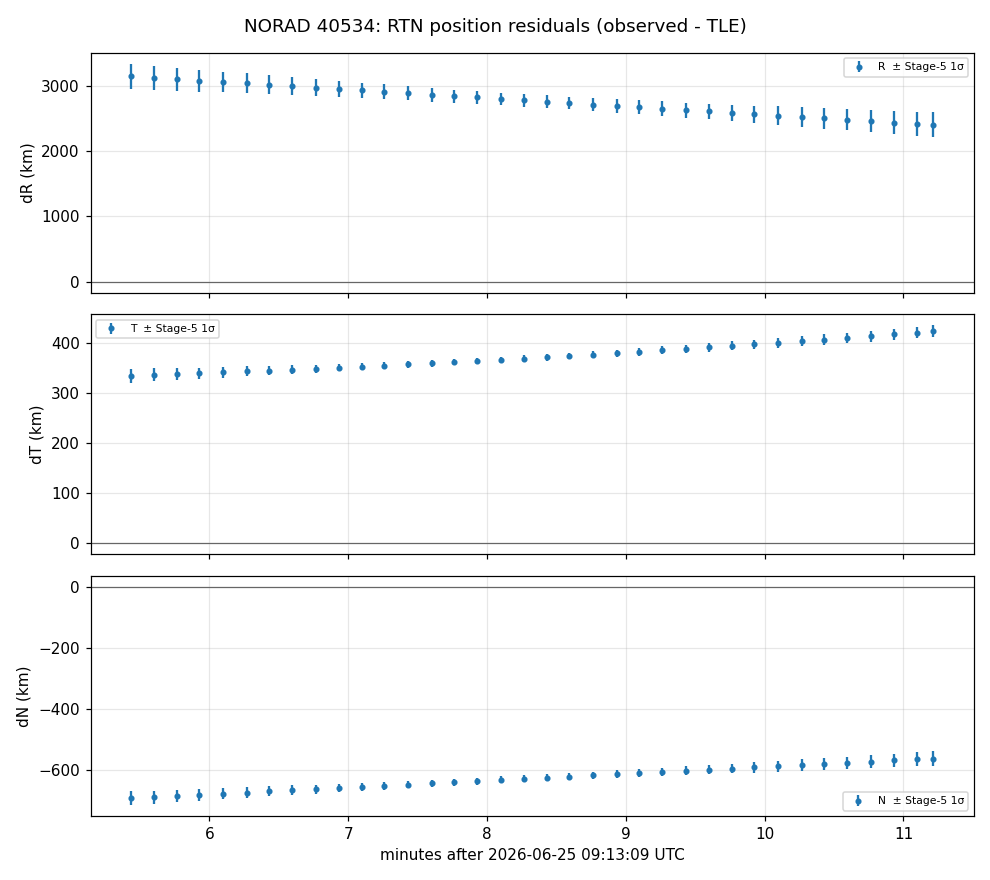 NORAD 40534: RTN position residuals (observed - TLE)
R ± Stage-5 1σ
3000
2000
1000
0
dR (km)
T ± Stage-5 1σ
400
300
200
100
0
dT (km)
0
−200
−400
−600
dN (km)
N ± Stage-5 1σ
6 7 8 9 10 11
minutes after 2026-06-25 09:13:09 UTC